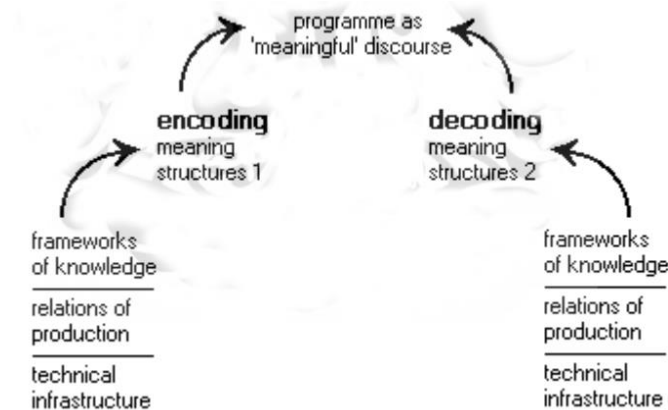 programme as
'meaningful' discourse
encoding
meaning
structures 1
decoding
meaning
structures 2
frameworks
of knowledge
relations of
production
technical
infrastructure
frameworks
of knowledge
relations of
production
technical
infrastructure